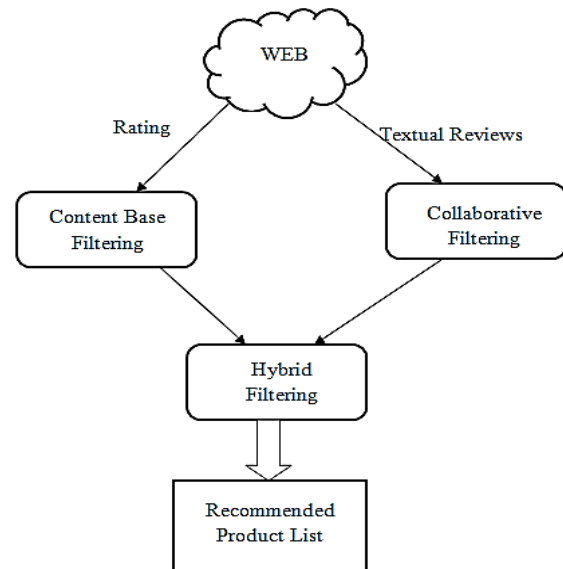 WEB
Rating
Textual Reviews
Content Base
Filtering
Collaborative
Filtering
Hybrid
Filtering
Recommended
Product List